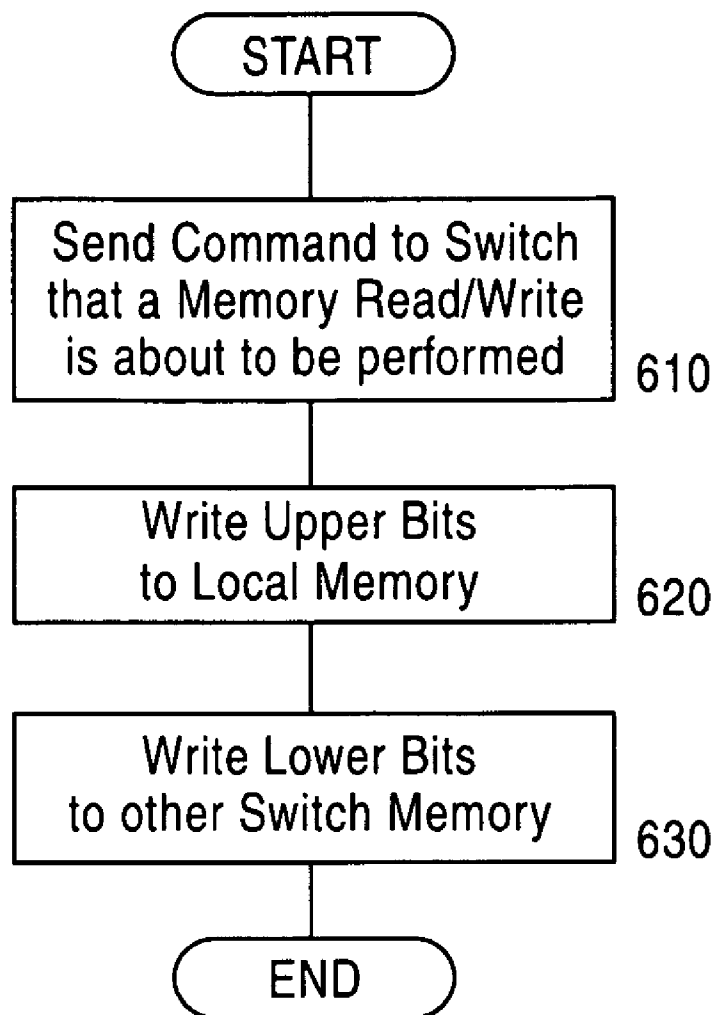 START
Send Command to Switch
that a Memory Read/Write
is about to be performed
610
Write Upper Bits
to Local Memory
620
Write Lower Bits
to other Switch Memory
630
END